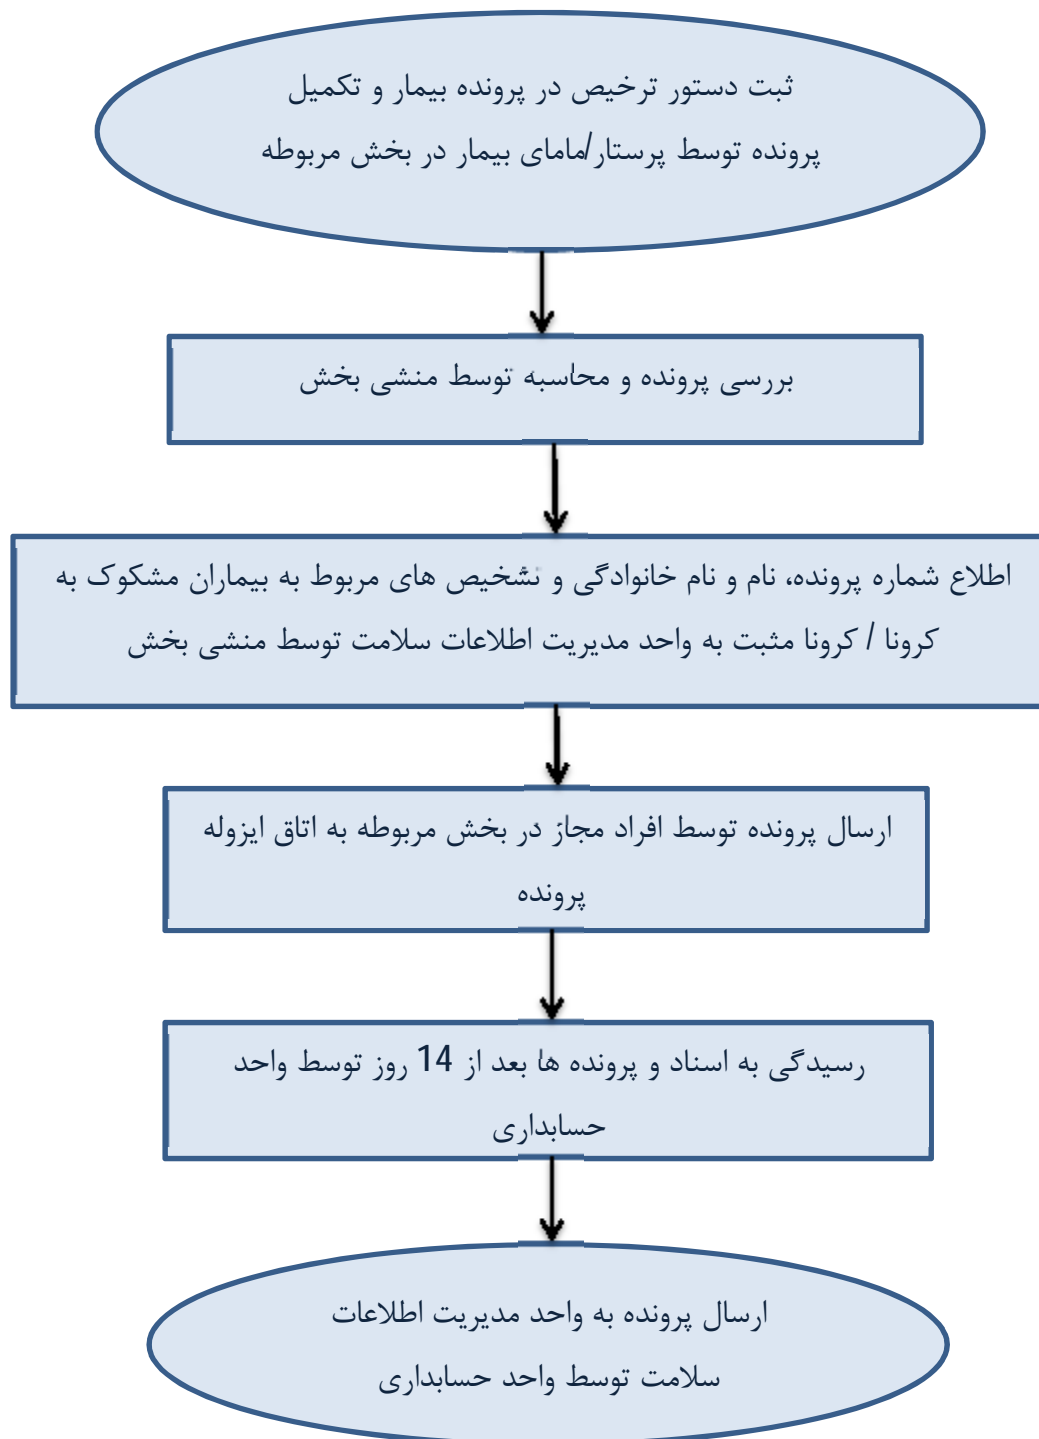 ثبت دستور ترخیص در پرونده بیمار و تکمیل
پرونده توسط پرستار/مامای بیمار در بخش مربوطه
بررسی پرونده و محاسبه توسط منشی بخش
اطلاع شماره پرونده، نام و نام خانوادگی و تشخیص های مربوط به بیماران مشکوک به
کرونا / کرونا مثبت به واحد مدیریت اطلاعات سلامت توسط منشی بخش
ارسال پرونده توسط افراد مجاز در بخش مربوطه به اتاق ایزوله
پرونده
رسیدگی به اسناد و پرونده ها بعد از 14 روز توسط واحد
حسابداری
ارسال پرونده به واحد مدیریت اطلاعات
سلامت توسط واحد حسابداری